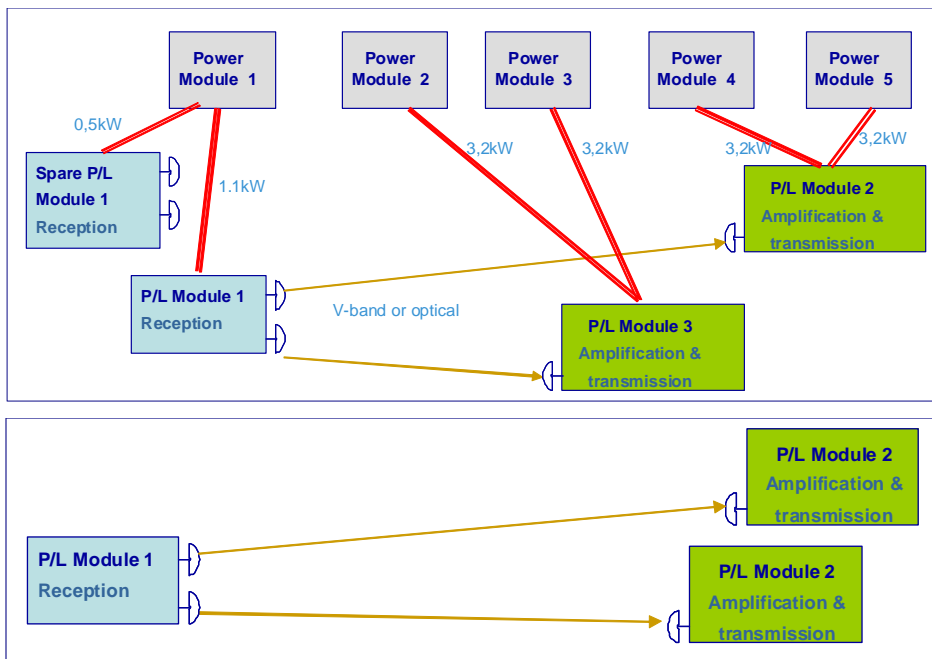 Power
Module 1
Power
Module 2
Power
Module 3
Power
Module 4
Power
Module 5
0,5kW
1.1kW
3,2kW
3,2kW
3,2kW
3,2kW
Spare P/L
Module 1
Reception
P/L Module 2
Amplification &
transmission
P/L Module 1
Reception
V-band or optical
P/L Module 3
Amplification &
transmission
P/L Module 2
Amplification &
transmission
P/L Module 1
Reception
P/L Module 2
Amplification &
transmission